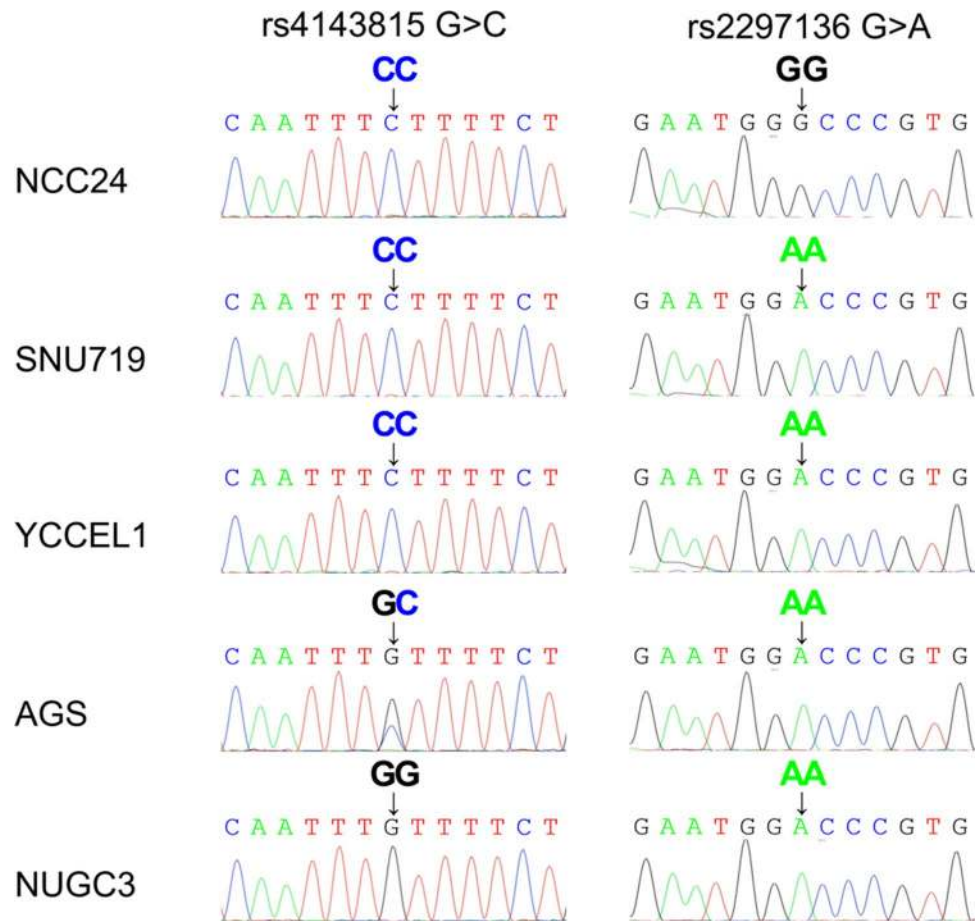 rs4143815 G>C rs2297136 G>A
CC GG
C A A T T T C T T T T C T G A A T G G G C C C G T G
NCC24
CC AA
C A A T T T C T T T T C T G A A T G G A C C C G T G
SNU719
CC AA
C A A T T T C T T T T C T G A A T G G A C C C G T G
YCCEL1
GC AA
C A A T T T G T T T T C T G A A T G G A C C C G T G
AGS
GG AA
C A A T T T G T T T T C T G A A T G G A C C C G T G
NUGC3